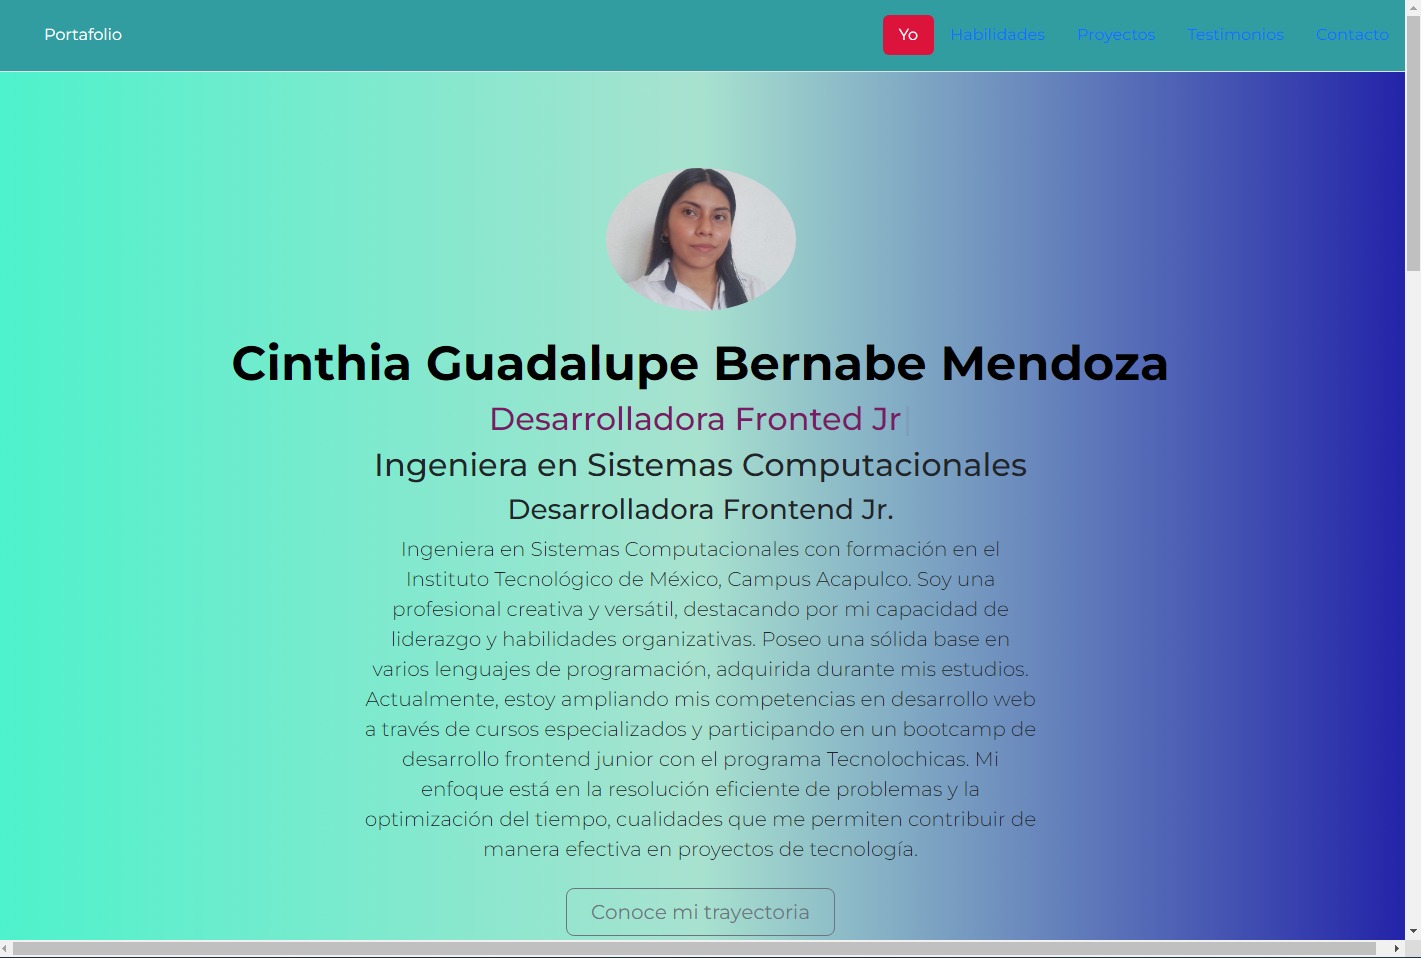 Portafolio
Yo
Habilidades
Proyectos
Testimonios
Contacto
Cinthia Guadalupe Bernabe Mendoza
Desarrolladora Fronted Jr|
Ingeniera en Sistemas Computacionales
Desarrolladora Frontend Jr.
Ingeniera en Sistemas Computacionales con formación en el
Instituto Tecnológico de México, Campus Acapulco. Soy una
profesional creativa y versátil, destacando por mi capacidad de
liderazgo y habilidades organizativas. Poseo una sólida base en
varios lenguajes de programación, adquirida durante mis estudios.
Actualmente, estoy ampliando mis competencias en desarrollo web
a través de cursos especializados y participando en un bootcamp de
desarrollo frontend junior con el programa Tecnolochicas. Mi
enfoque está en la resolución eficiente de problemas y la
optimización del tiempo, cualidades que me permiten contribuir de
manera efectiva en proyectos de tecnología.
Conoce mi trayectoria